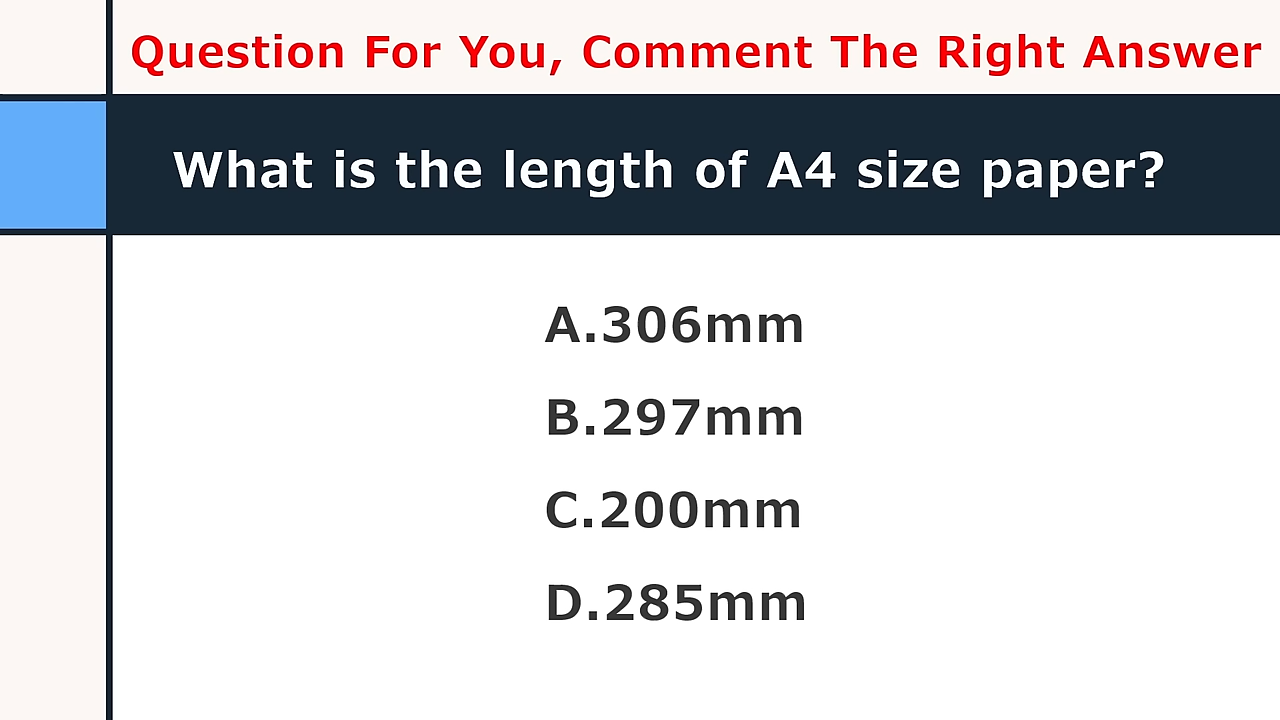 Question For You, Comment The Right Answer
What is the length of A4 size paper?
A.306mm
B.297mm
C.200mm
D.285mm